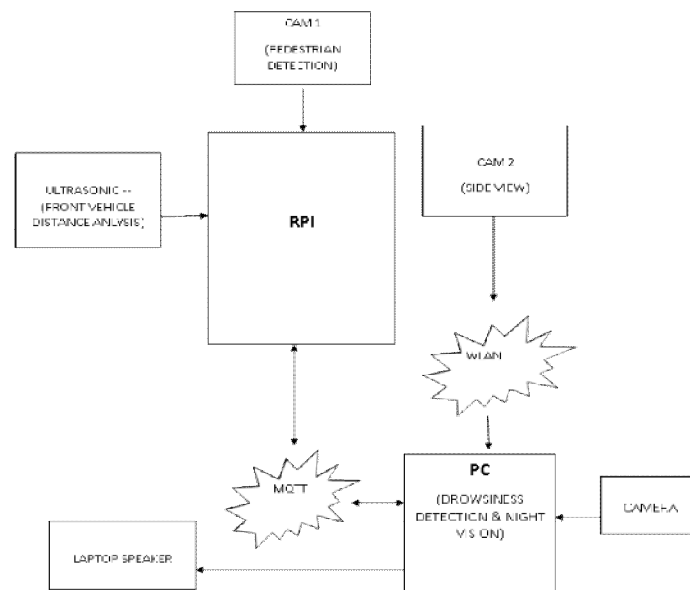 CAM 1
(PEDESTRIAN
DETECTION)
CAM 2
(SIDE VIEW)
ULTRASONIC --
(FRONT VEHICLE
DISTANCE ANLYSIS)
RPI
WLAN
MQTT
PC
(DROWSINESS
DETECTION & NIGHT
VISION)
CAMERA
LAPTOP SPEAKER